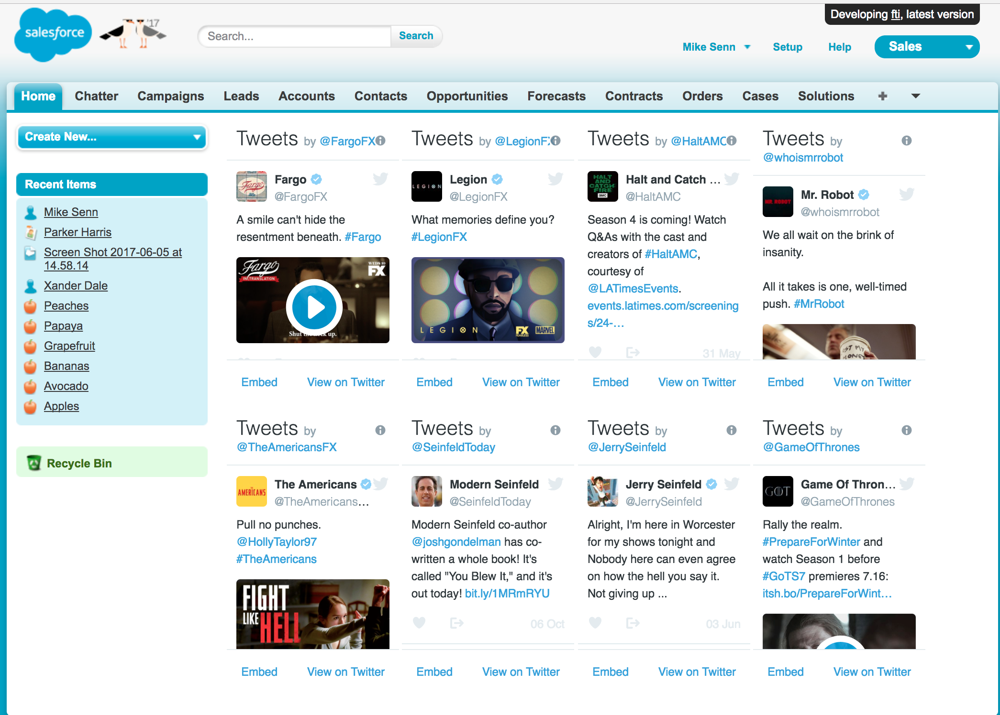 Developing fti, latest version
salesforce
'17
Search...
Search
Mike Senn
Setup
Help
Sales
Home
Chatter
Campaigns
Leads
Accounts
Contacts
Opportunities
Forecasts
Contracts
Orders
Cases
Solutions
Create New...
Recent Items
Mike Senn
Parker Harris
Screen Shot 2017-06-05 at
14.58.14
Xander Dale
Peaches
Papaya
Grapefruit
Bananas
Avocado
Apples
Recycle Bin
Tweets by @FargoFX
Fargo
@FargoFX
A smile can't hide the
resentment beneath. #Fargo
Fargo
IN TRANSLATION
WEDS 10
FX
Shut up.
Embed
View on Twitter
Tweets by @LegionFX
LEGION
Legion
@LegionFX
What memories define you?
#LegionFX
LEGION
FX
FEARLESS
MARVEL
Embed
View on Twitter
Tweets by @HaltAMC
HALT
AND
CATCH
FIRE
amc
Halt and Catch ...
@HaltAMC
Season 4 is coming! Watch
Q&As with the cast and
creators of #HaltAMC,
courtesy of
@LATimesEvents.
events.latimes.com/screening
s/24-...
31 May
Embed
View on Twitter
Tweets by
@whoismrrobot
MR. ROBOT
Mr. Robot
@whoismrrobot
We all wait on the brink of
insanity.
All it takes is one, well-timed
push. #MrRobot
MY
MONEY
Embed
View on Twitter
Tweets by
@TheAmericansFX
THE
AMERICANS
The Americans
@TheAmericans...
Pull no punches.
@HollyTaylor97
#TheAmericans
FIGHT
LIKE HELL
Embed
View on Twitter
Tweets by
@SeinfeldToday
Modern Seinfeld
@SeinfeldToday
Modern Seinfeld co-author
@joshgondelman has co-
written a whole book! It's
called "You Blew It," and it's
out today! bit.ly/1MRmRYU
06 Oct
Embed
View on Twitter
Tweets by
@JerrySeinfeld
Jerry Seinfeld
@JerrySeinfeld
Alright, I'm here in Worcester
for my shows tonight and
Nobody here can even agree
on how the hell you say it.
Not giving up ...
03 Jun
Embed
View on Twitter
Tweets by
@GameOfThrones
GOT
Game Of Thron...
@GameOfThrones
Rally the realm.
#PrepareForWinter and
watch Season 1 before
#GoTS7 premieres 7.16:
itsh.bo/PrepareForWint...
Embed
View on Twitter